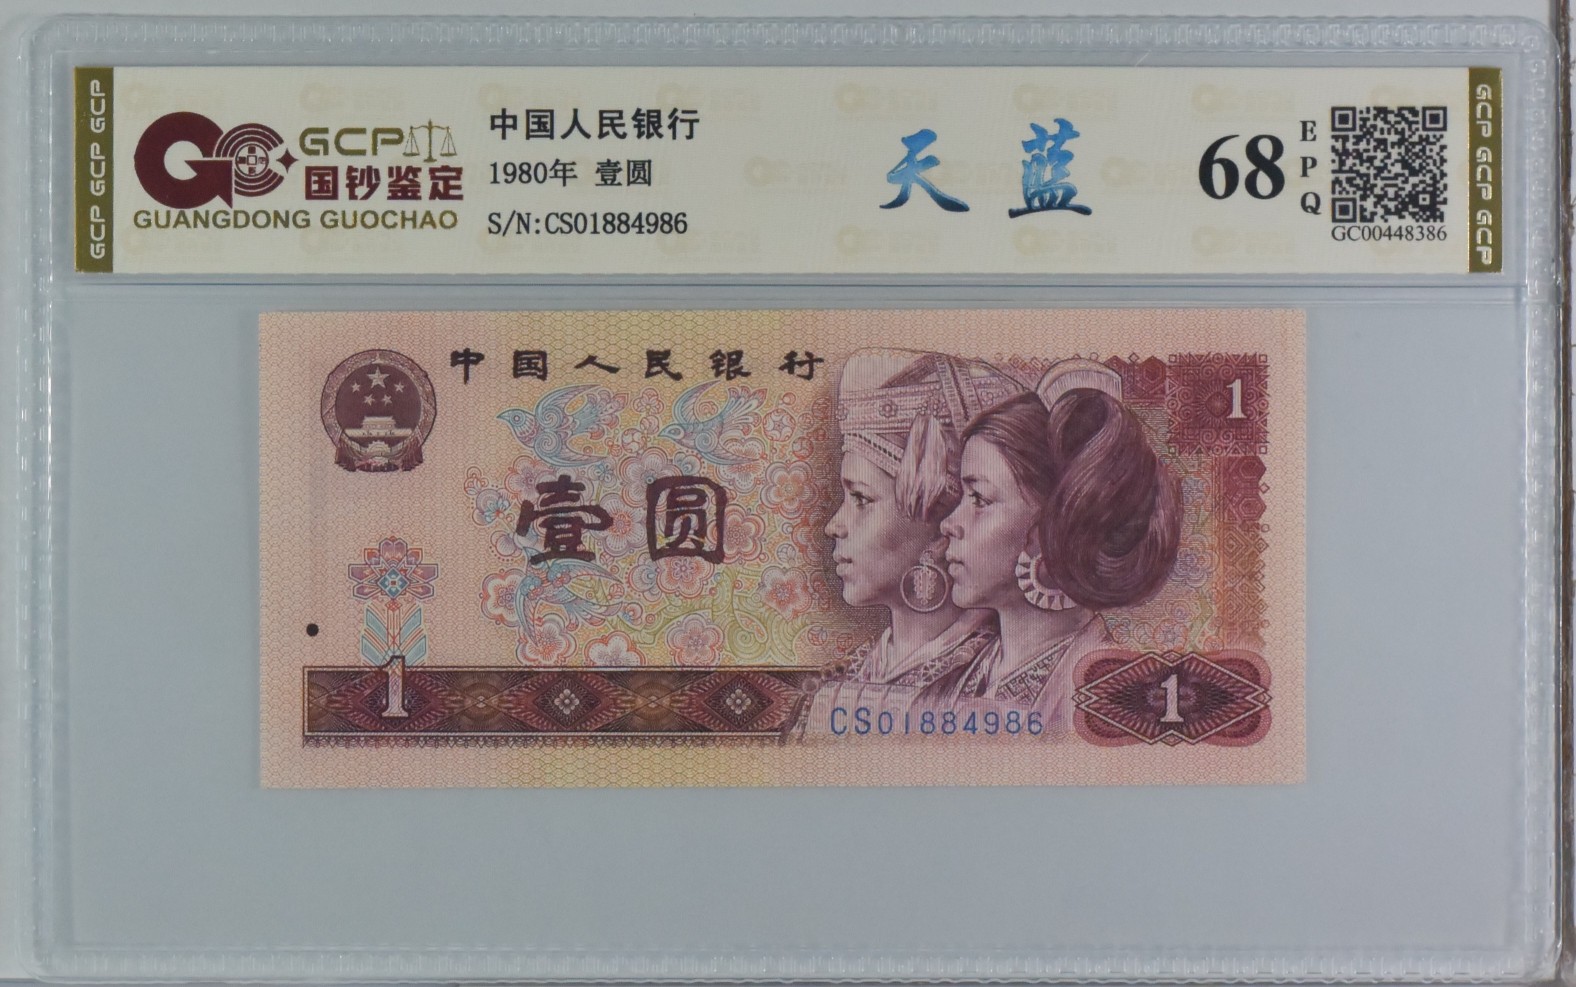 GCP GCP GCP
GCP
国钞鉴定
GUANGDONG GUOCHAO
中国人民银行
1980年 壹圆
S/N:CS01884986
天蓝
68
EPQ
GC00448386
GCP GCP GCP
中国人民银行
1
壹圆
1
CS01884986
1